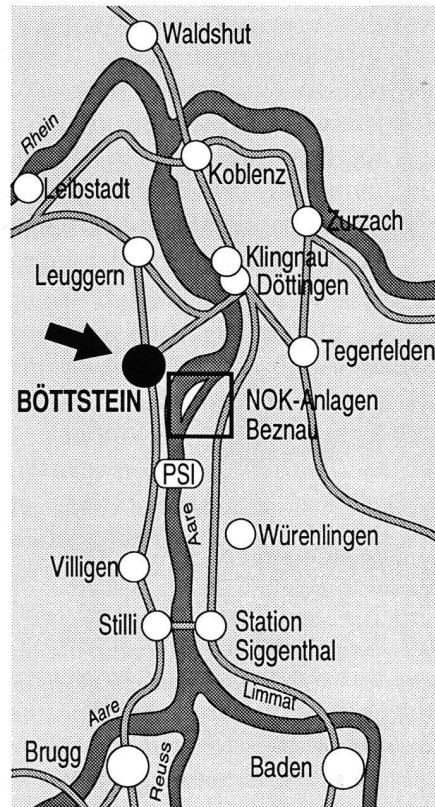 Waldshut
Rhein
Koblenz
Leibstadt
Zurzach
Klingnau
Leuggern
Döttingen
Tegerfelden
BÖTTSTEIN
NOK-Anlagen
Beznau
PSI
Aare
Würenlingen
Villigen
Stilli
Station
Siggenthal
Limmat
Aare
Brugg
Reuss
Baden